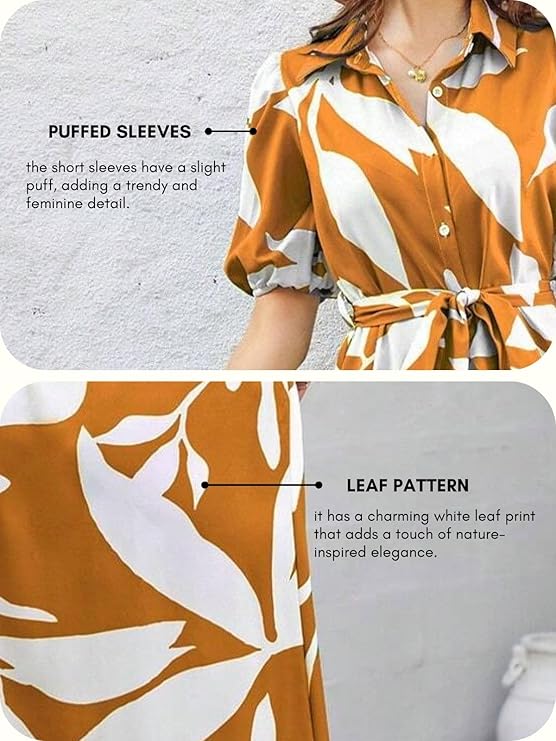 PUFFED SLEEVES
the short sleeves have a slight
puff, adding a trendy and
feminine detail.
LEAF PATTERN
it has a charming white leaf print
that adds a touch of nature-
inspired elegance.